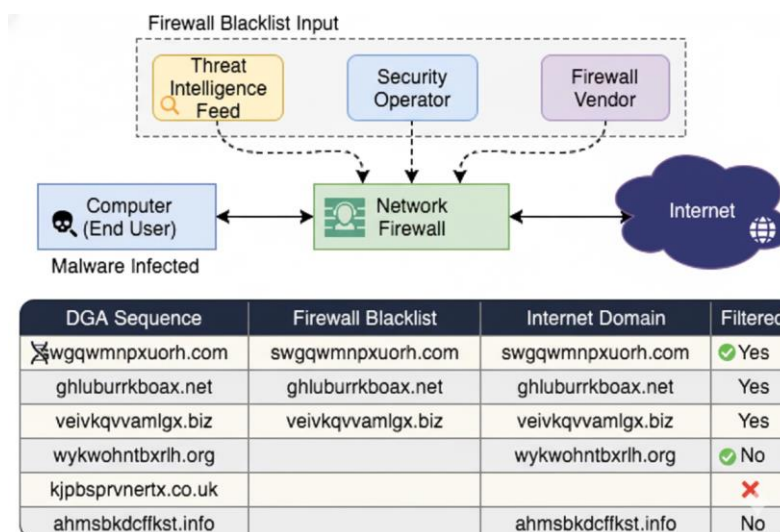 Firewall Blacklist Input
Threat
Intelligence
Feed
Security
Operator
Firewall
Vendor
Computer
(End User)
Network
Firewall
Internet
Malware Infected
DGA Sequence Firewall Blacklist Internet Domain Filtered
swgqwmnpxuorh.com swgqwmnpxuorh.com swgqwmnpxuorh.com Yes
ghluburrkboax.net ghluburrkboax.net ghluburrkboax.net Yes
veivkqvvamlgx.biz veivkqvvamlgx.biz veivkqvvamlgx.biz Yes
wykwohntbxrlh.org wykwohntbxrlh.org No
kjpbsprvnertx.co.uk
ahmsbkdcffkst.info ahmsbkdcffkst.info No